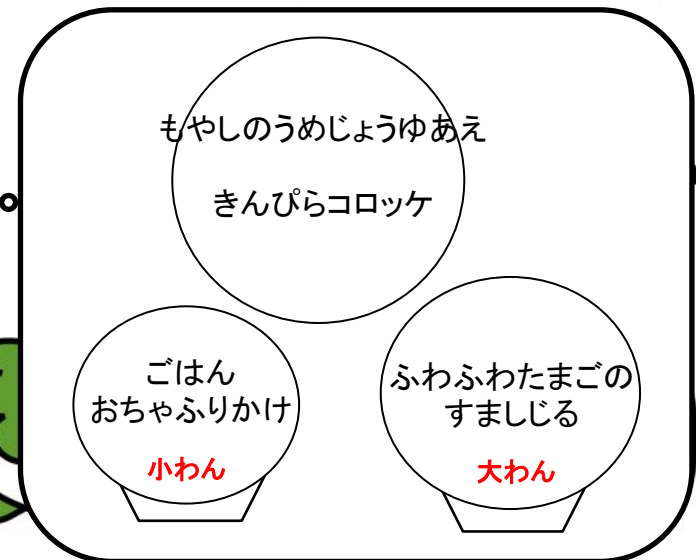 もやしのうめじょうゆあえ
きんぴらコロッケ
ごはん
おちゃふりかけ
小わん
ふわふわたまごの
すましじる
大わん